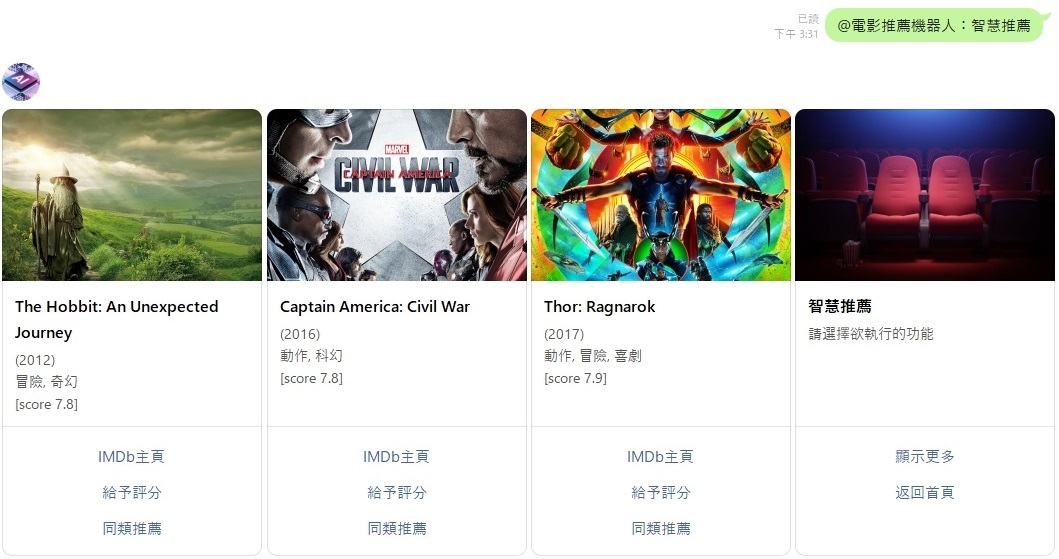 已讀
下午 3:31
@電影推薦機器人：智慧推薦
AI
MARVEL
CAPTAIN AMERICA
CIVIL WAR
The Hobbit: An Unexpected
Journey
(2012)
冒險, 奇幻
[score 7.8]
IMDb主頁
給予評分
同類推薦
Captain America: Civil War
(2016)
動作, 科幻
[score 7.8]
IMDb主頁
給予評分
同類推薦
Thor: Ragnarok
(2017)
動作, 冒險, 喜劇
[score 7.9]
IMDb主頁
給予評分
同類推薦
智慧推薦
請選擇欲執行的功能
顯示更多
返回首頁